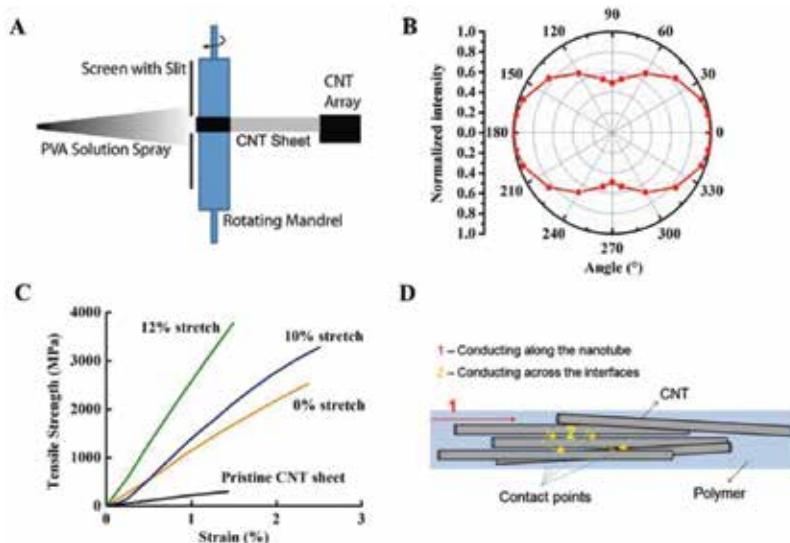 A
Screen with Slit
CNT
Array
CNT Sheet
PVA Solution Spray
Rotating Mandrel
B
Normalized intensity
1.0
0.8
0.6
0.4
0.2
0.0
0.2
0.4
0.6
0.8
1.0
90
60
30
0
330
300
270
240
210
180
150
120
Angle (°)
C
Tensile Strength (MPa)
4000
3000
2000
1000
0
12% stretch
10% stretch
0% stretch
Pristine CNT sheet
0
1
2
3
Strain (%)
D
1 – Conducting along the nanotube
2 – Conducting across the interfaces
CNT
1
2
Contact points
Polymer